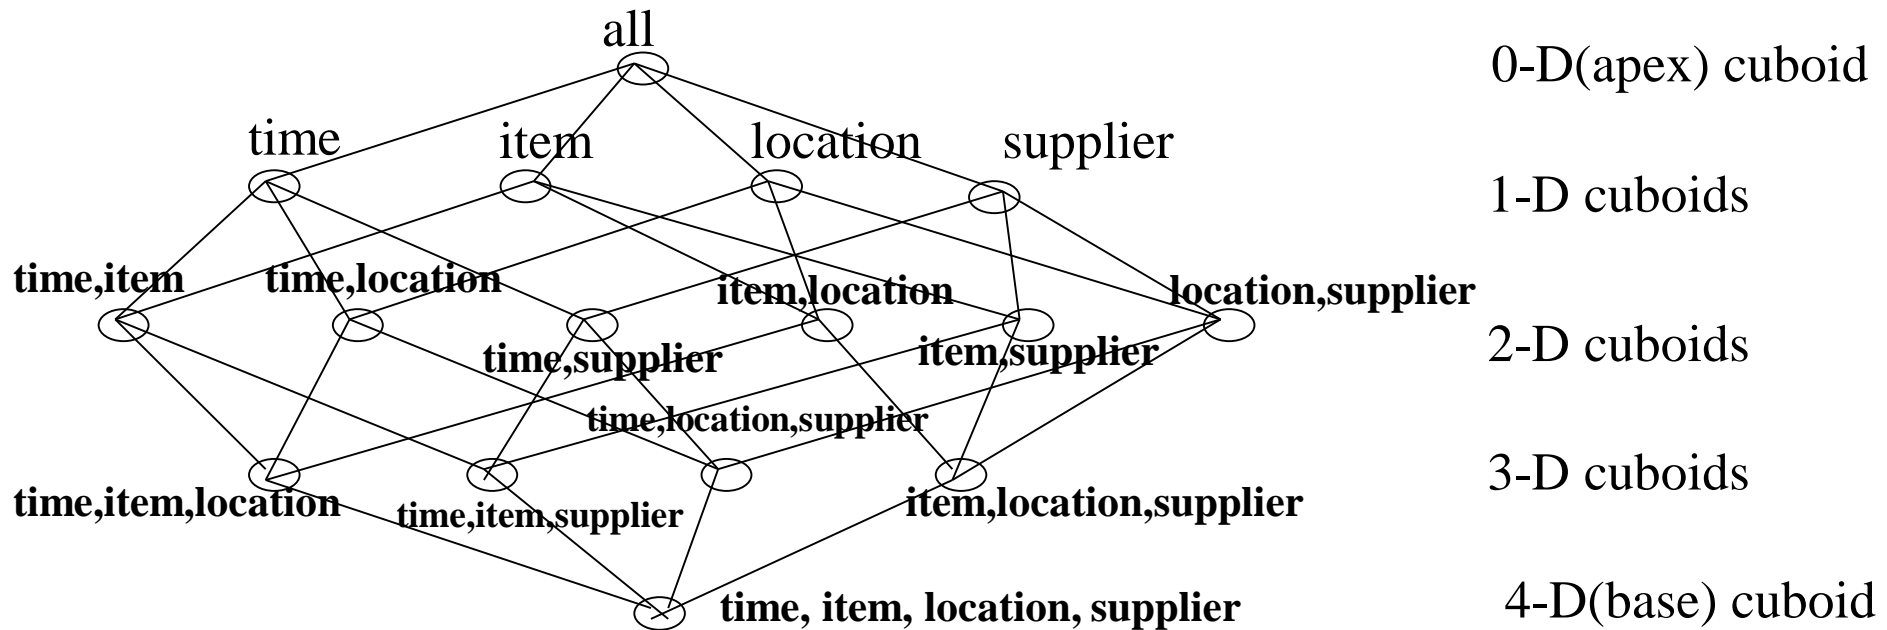 all
0-D(apex) cuboid
time
item
location
supplier
1-D cuboids
time,item
time,location
item,location
location,supplier
time,supplier
item,supplier
2-D cuboids
time,location,supplier
3-D cuboids
time,item,location
time,item,supplier
item,location,supplier
time, item, location, supplier
4-D(base) cuboid